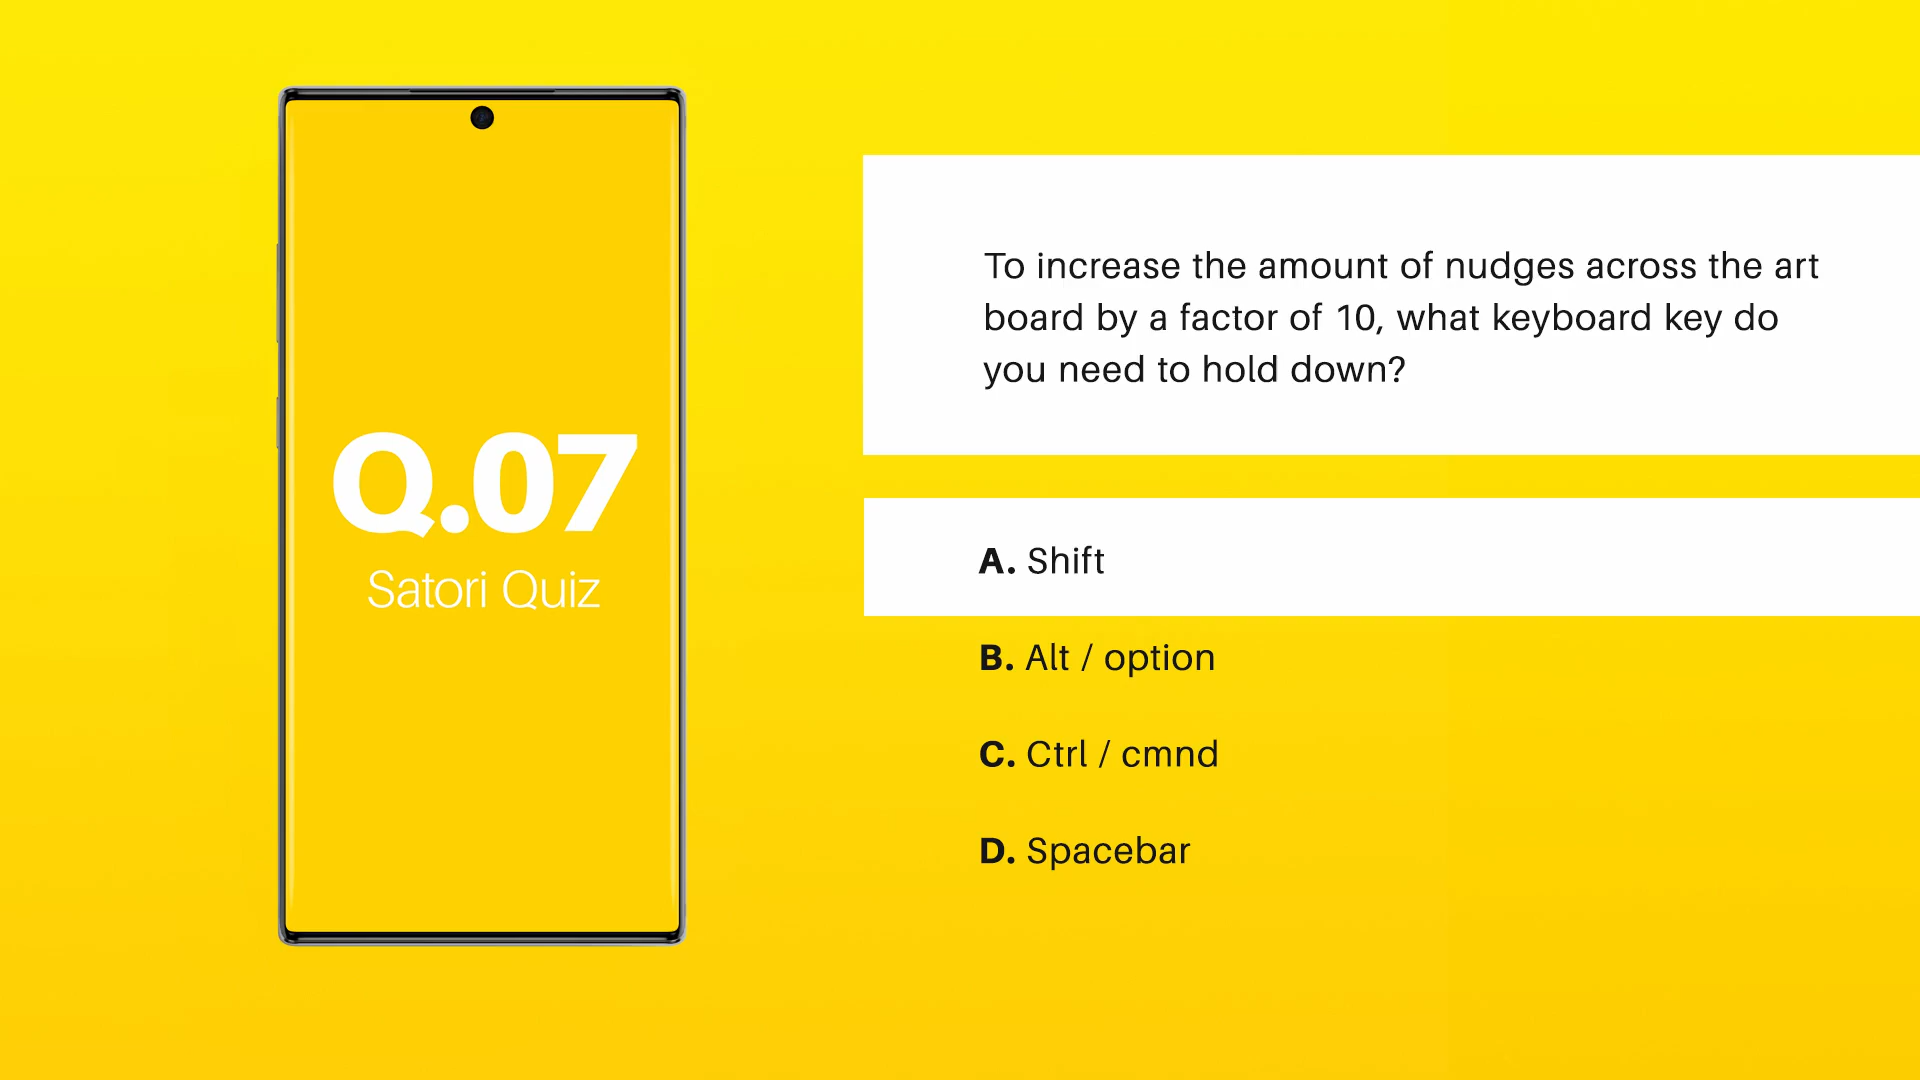 Q.07
Satori Quiz
To increase the amount of nudges across the art
board by a factor of 10, what keyboard key do
you need to hold down?
A. Shift
B. Alt / option
C. Ctrl / cmnd
D. Spacebar